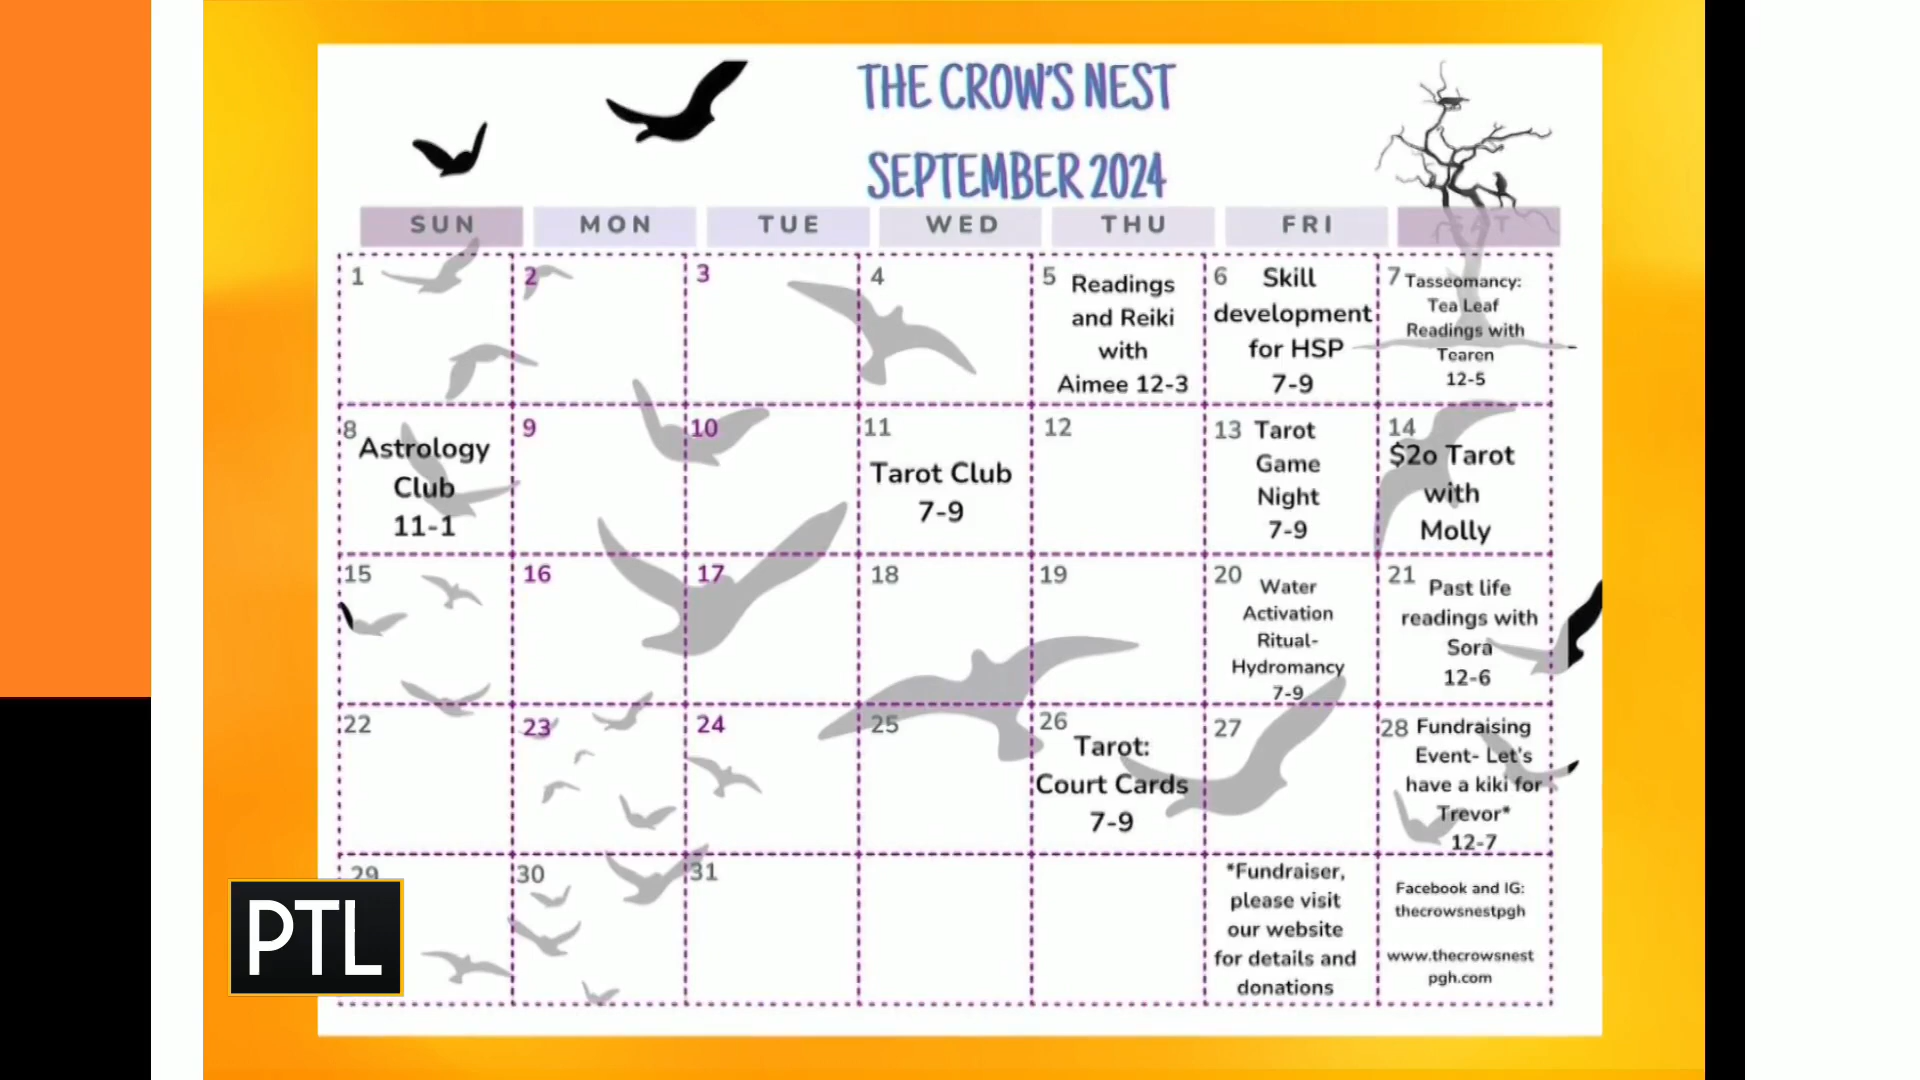 THE CROW'S NEST
SEPTEMBER 2024
SUN MON TUE WED THU FRI SAT
1
2
3
4
5 Readings
and Reiki
with
Aimee 12-3
6 Skill
development
for HSP
7-9
7 Tasseomancy:
Tea Leaf
Readings with
Tearen
12-5
8 Astrology
Club
11-1
9
10
11
Tarot Club
7-9
12
13 Tarot
Game
Night
7-9
14
$2o Tarot
with
Molly
15
16
17
18
19
20 Water
Activation
Ritual-
Hydromancy
7-9
21 Past life
readings with
Sora
12-6
22
23
24
25
26
Tarot:
Court Cards
7-9
27
28 Fundraising
Event- Let's
have a kiki for
Trevor*
12-7
29
30
31
*Fundraiser,
please visit
our website
for details and
donations
Facebook and IG:
thecrowsnestpgh
www.thecrowsnest
pgh.com
PTL